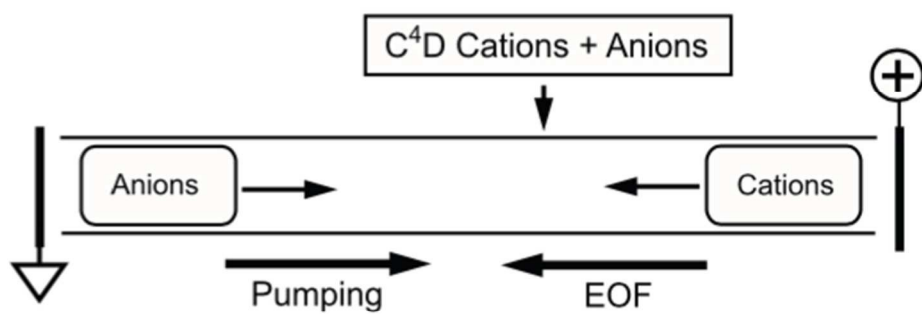 C⁴D Cations + Anions
+
Anions
Cations
Pumping
EOF